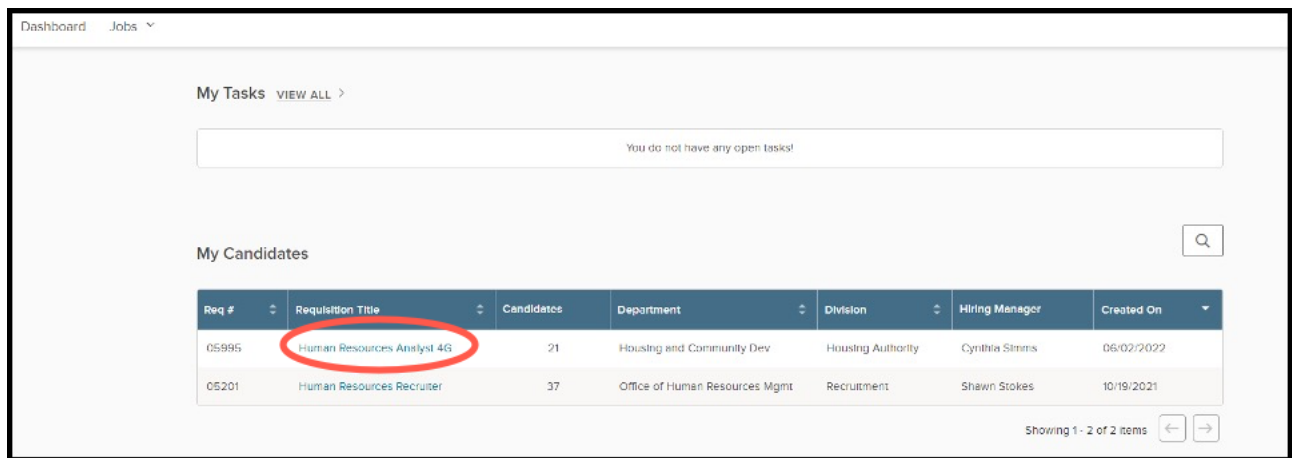 Dashboard Jobs
My Tasks VIEW ALL >
You do not have any open tasks!
My Candidates
Req # Requisition Title Candidates Department Division Hiring Manager Created On
05995 Human Resources Analyst 4G 21 Housing and Community Dev Housing Authority Cynthia Simms 06/02/2022
05201 Human Resources Recruiter 37 Office of Human Resources Mgmt Recruitment Shawn Stokes 10/19/2021
Showing 1 - 2 of 2 items